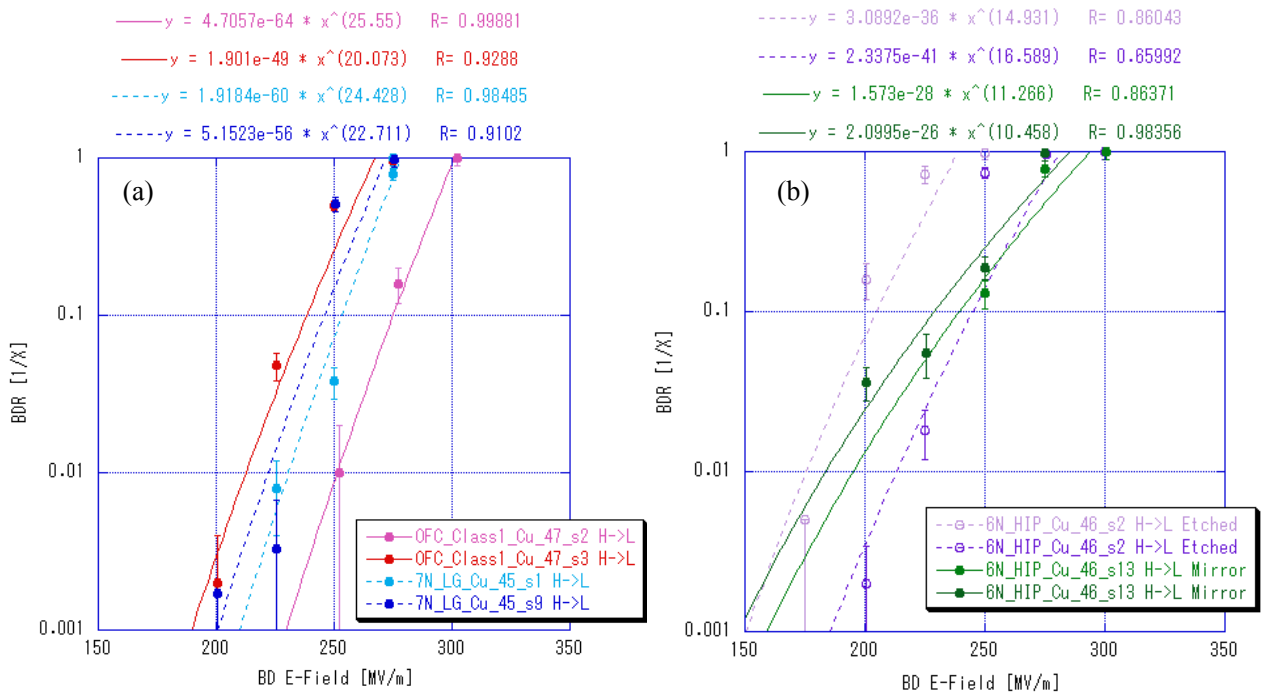 y = 4.7057e-64 * x^(25.55) R= 0.99881
y = 1.901e-49 * x^(20.073) R= 0.9288
y = 1.9184e-60 * x^(24.428) R= 0.98485
y = 5.1523e-56 * x^(22.711) R= 0.9102
(a)
1
0.1
0.01
0.001
BDR [1/X]
150 200 250 300 350
BD E-Field [MV/m]
OFC_Class1_Cu_47_s2 H->L
OFC_Class1_Cu_47_s3 H->L
7N_LG_Cu_45_s1 H->L
7N_LG_Cu_45_s9 H->L
y = 3.0892e-36 * x^(14.931) R= 0.86043
y = 2.3375e-41 * x^(16.589) R= 0.65992
y = 1.573e-28 * x^(11.266) R= 0.86371
y = 2.0995e-26 * x^(10.458) R= 0.98356
(b)
1
0.1
0.01
0.001
BDR [1/X]
150 200 250 300 350
BD E-Field [MV/m]
6N_HIP_Cu_46_s2 H->L Etched
6N_HIP_Cu_46_s2 H->L Etched
6N_HIP_Cu_46_s13 H->L Mirror
6N_HIP_Cu_46_s13 H->L Mirror